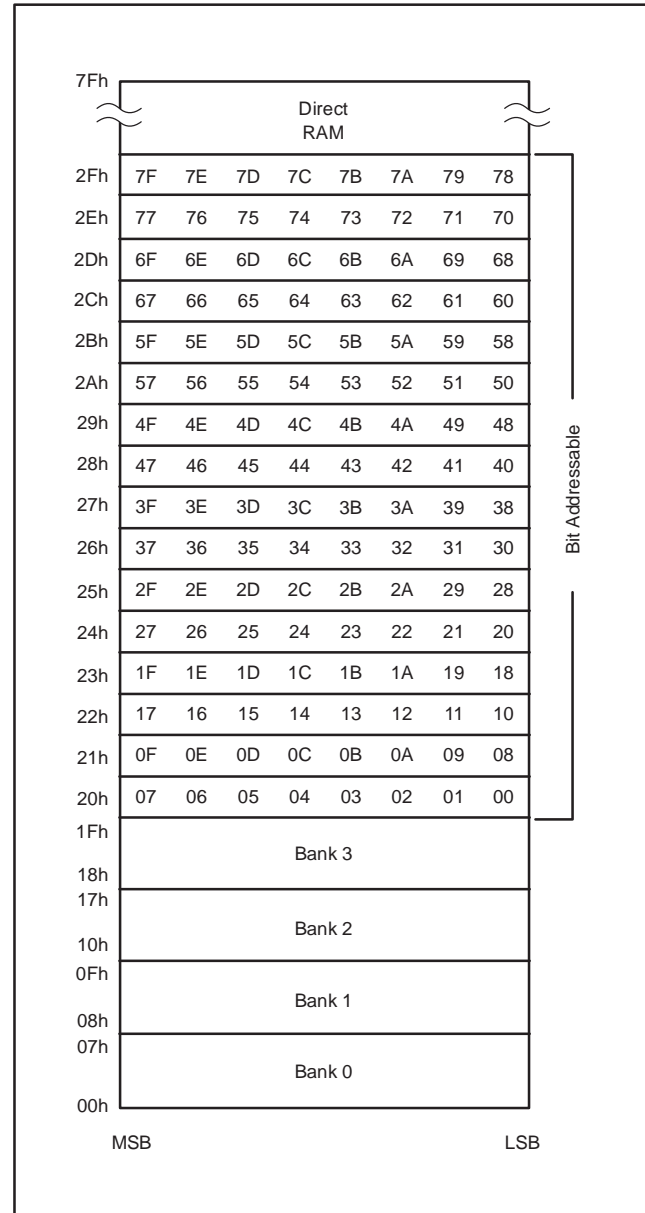 7Fh
Direct
RAM
2Fh 7F 7E 7D 7C 7B 7A 79 78
2Eh 77 76 75 74 73 72 71 70
2Dh 6F 6E 6D 6C 6B 6A 69 68
2Ch 67 66 65 64 63 62 61 60
2Bh 5F 5E 5D 5C 5B 5A 59 58
2Ah 57 56 55 54 53 52 51 50
29h 4F 4E 4D 4C 4B 4A 49 48
28h 47 46 45 44 43 42 41 40
27h 3F 3E 3D 3C 3B 3A 39 38
26h 37 36 35 34 33 32 31 30
25h 2F 2E 2D 2C 2B 2A 29 28
24h 27 26 25 24 23 22 21 20
23h 1F 1E 1D 1C 1B 1A 19 18
22h 17 16 15 14 13 12 11 10
21h 0F 0E 0D 0C 0B 0A 09 08
20h 07 06 05 04 03 02 01 00
Bit Addressable
1Fh
Bank 3
18h
17h
Bank 2
10h
0Fh
Bank 1
08h
07h
Bank 0
00h
MSB LSB